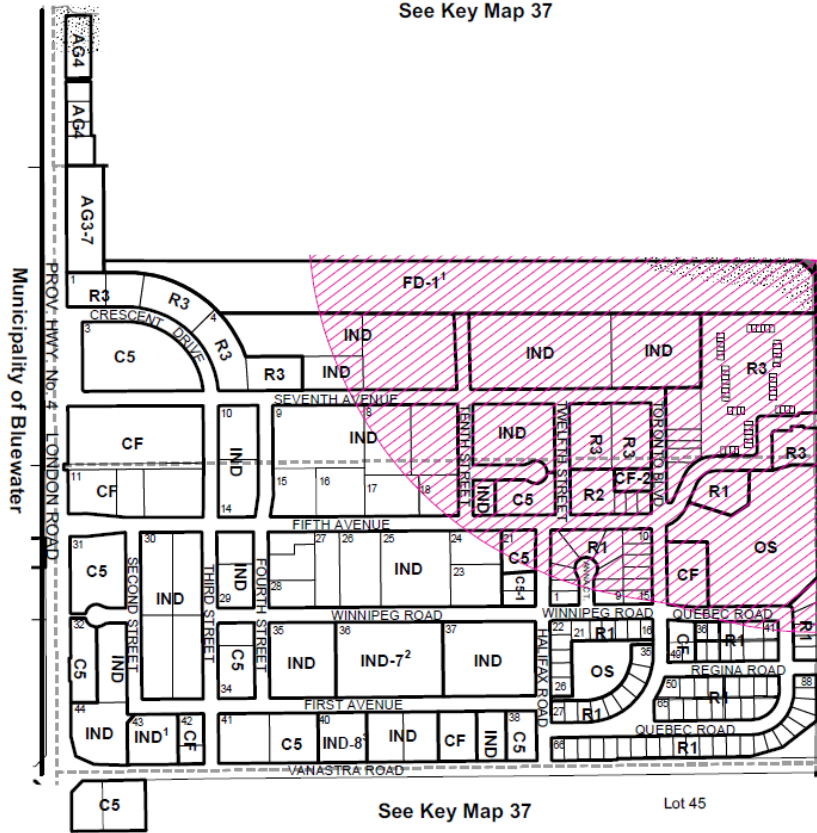 See Key Map 37
AG4
AG4
AG3-7
Municipality of Bluewater
PROV. HWY. No. 4 LONDON ROAD
FD-1¹
1
R3
R3
4
R3
CRESCENT DRIVE
3
C5
R3
IND
IND
IND
IND
R3
SEVENTH AVENUE
CF
10
9
8
IND
IND
IND
R3
R3
TORONTO BLVD
TENTH STREET
TWELFTH STREET
R3
11
CF
14
15
16
17
18
IND
C5
R2
CF-2
R1
FIFTH AVENUE
OS
31
C5
30
IND
SECOND STREET
THIRD STREET
IND
29
FOURTH STREET
28
27
26
25
IND
24
23
21
C5
C5-1
R1
10
1
9
15
CF
WINNIPEG ROAD
WINNIPEG ROAD
QUEBEC ROAD
32
C5
IND
C5
34
35
IND
36
IND-7²
37
IND
HALIFAX ROAD
22
21
R1
16
OS
35
26
27
R1
CF
49
36
R1
41
R1
REGINA ROAD
50
65
R1
88
FIRST AVENUE
44
IND
43
IND¹
42
CF
41
C5
40
IND-8
IND
CF
IND
38
C5
66
QUEBEC ROAD
R1
VANASTRA ROAD
C5
See Key Map 37
Lot 45